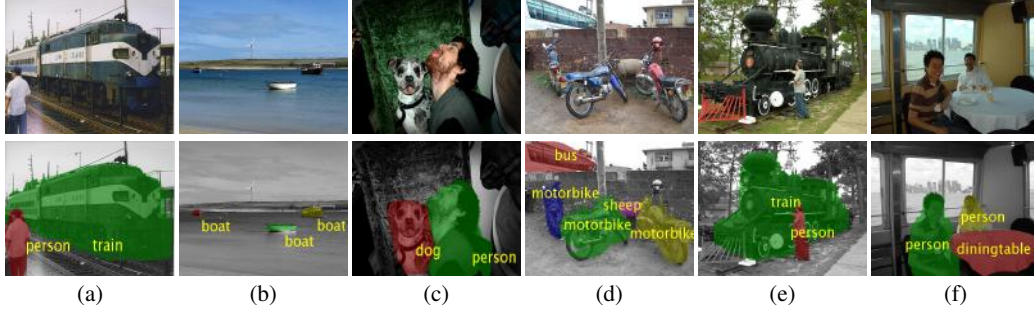 person train
boat boat
boat
dog person
bus
motorbike
sheep
motorbike
motorbike
train
person
person
person
diningtable
(a) (b) (c) (d) (e) (f)